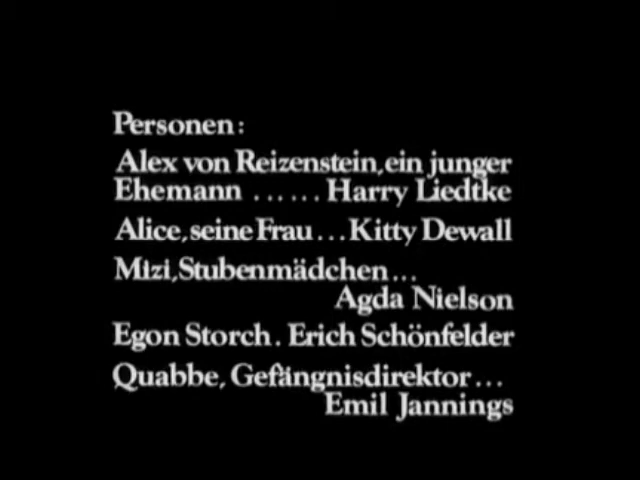 Personen:
Alex von Reizenstein, ein junger
Ehemann ...... Harry Liedtke
Alice, seine Frau ... Kitty Dewall
Mizi, Stubenmädchen ...
Agda Nielson
Egon Storch . Erich Schönfelder
Quabbe, Gefängnisdirektor ...
Emil Jannings